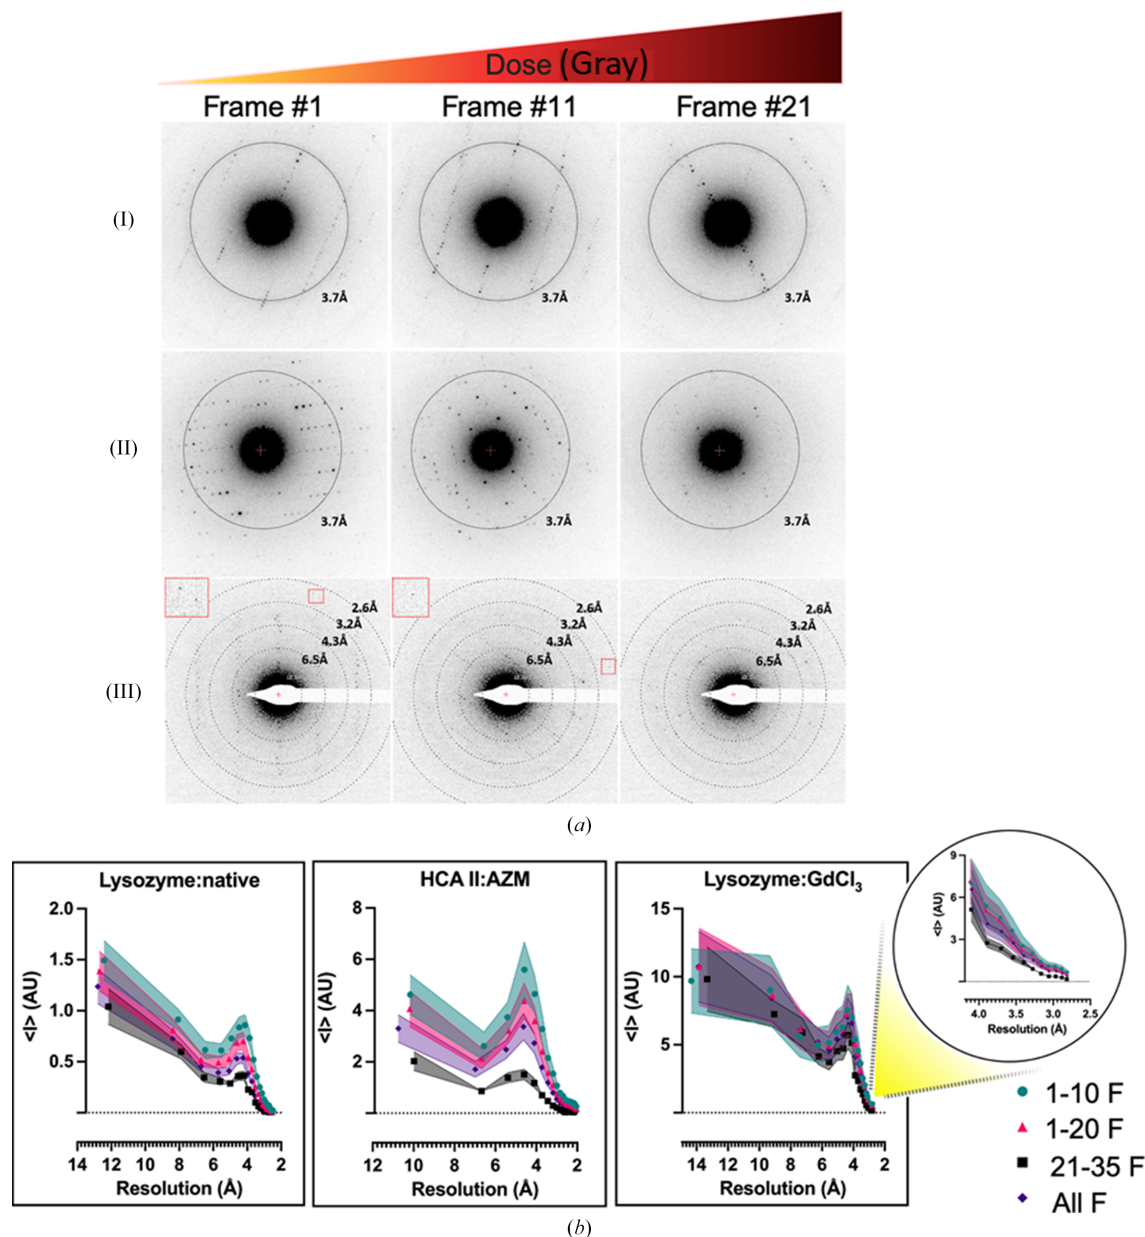 Dose (Gray)
Frame #1 Frame #11 Frame #21
(I)
3.7Å 3.7Å 3.7Å
(II)
3.7Å 3.7Å 3.7Å
2.6Å 2.6Å 2.6Å
3.2Å 3.2Å 3.2Å
4.3Å 4.3Å 4.3Å
6.5Å 6.5Å 6.5Å
(III)
(a)
Lysozyme:native
<I> (AU)
2.0
1.5
1.0
0.5
14 12 10 8 6 4 2
Resolution (Å)
HCA II:AZM
<I> (AU)
8
6
4
2
0
12 10 8 6 4 2
Resolution (Å)
Lysozyme:GdCl3
<I> (AU)
15
10
5
14 12 10 8 6 4 2
Resolution (Å)
<I> (AU)
9
6
3
4.0 3.5 3.0 2.5
Resolution (Å)
1-10 F
1-20 F
21-35 F
All F
(b)